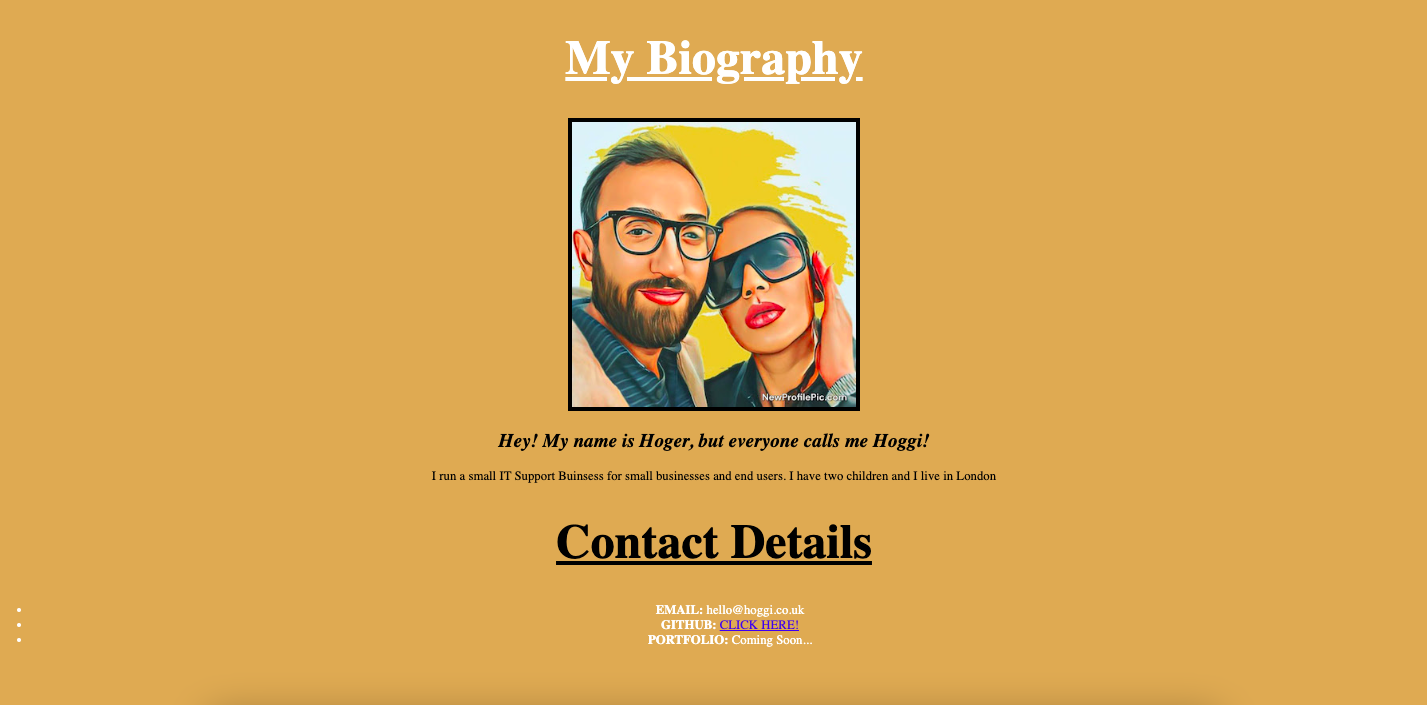 My Biography
NewProfilePic.com
Hey! My name is Hoger, but everyone calls me Hoggi!
I run a small IT Support Buinsess for small businesses and end users. I have two children and I live in London
Contact Details
• EMAIL: hello@hoggi.co.uk
• GITHUB: CLICK HERE!
• PORTFOLIO: Coming Soon...